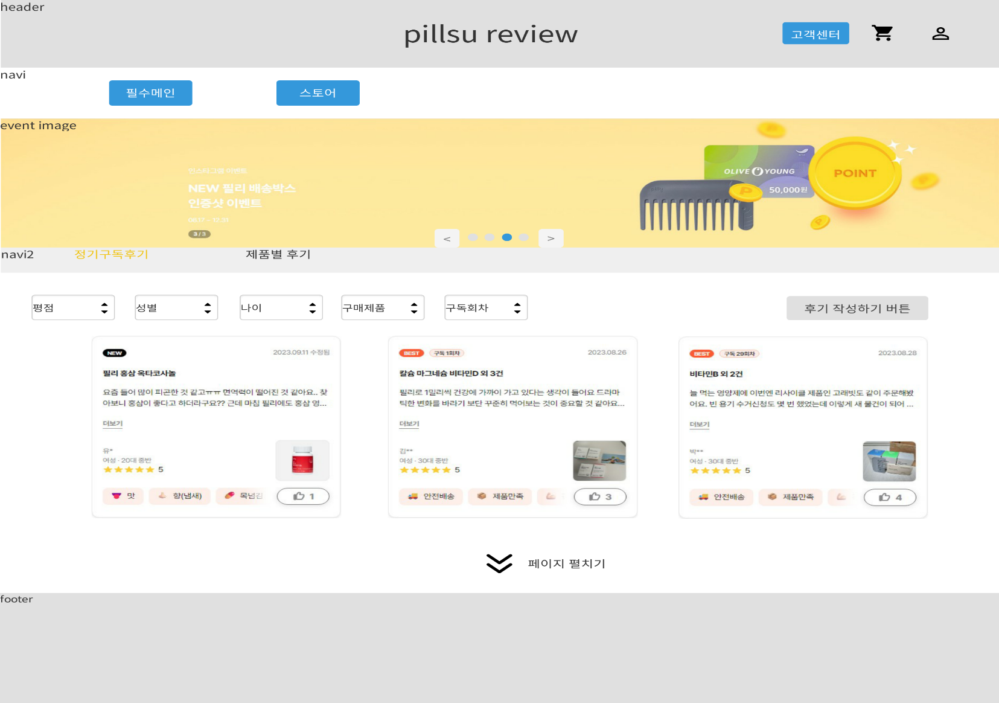 header
pillsu review
고객센터
navi
필수메인
스토어
event image
인스타그램 이벤트
NEW 필리 배송박스
인증샷 이벤트
08.17 - 12.31
3 / 3
OLIVE YOUNG
50,000원
POINT
pilly
<
>
navi2
정기구독후기
제품별 후기
평점
성별
나이
구매제품
구독회차
후기 작성하기 버튼
NEW
2023.09.11 수정됨
필리 홍삼 옥타코사놀
요즘 들어 많이 피곤한 것 같고ㅠㅠ 면역력이 떨어진 것 같아요.. 찾
아보니 홍삼이 좋다고 하더라구요?? 근데 마침 필리에도 홍삼 영...
더보기
유*
여성 · 20대 중반
5
맛
향(냄새)
목넘김
1
BEST
구독 1회차
2023.08.26
칼슘 마그네슘 비타민D 외 3건
필리로 1밀리씩 건강에 가까이 가고 있다는 생각이 들어요 드라마
틱한 변화를 바라기 보단 꾸준히 먹어보는 것이 중요할 것 같아요...
더보기
김**
여성 · 30대 중반
5
안전배송
제품만족
3
BEST
구독 29회차
2023.08.28
비타민B 외 2건
늘 먹는 영양제에 이번엔 리사이클 제품인 고래빗도 같이 주문해봤
어요. 빈 용기 수거신청도 몇 번 했었는데 이렇게 새 물건이 되어 ...
더보기
박**
여성 · 30대 중반
5
안전배송
제품만족
4
페이지 펼치기
footer